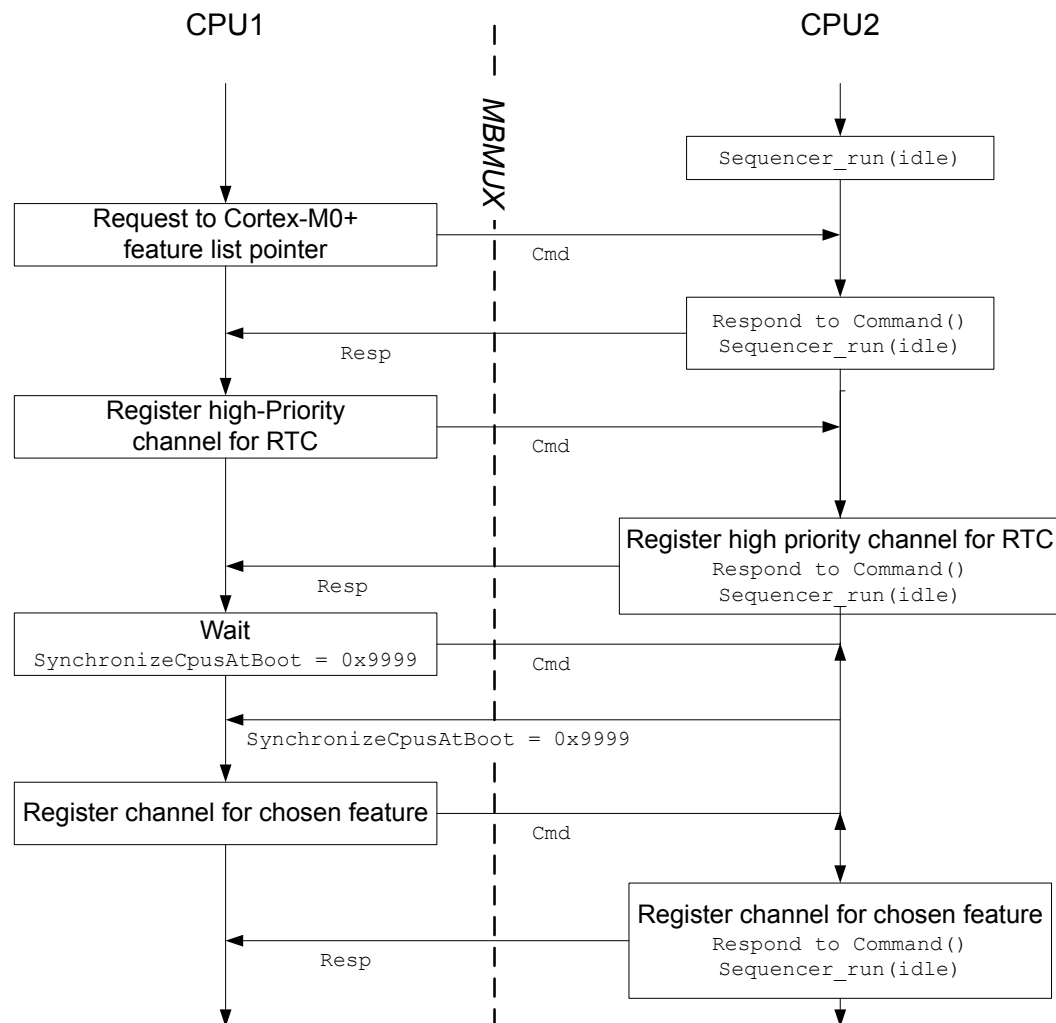 CPU1
CPU2
MBMUX
Sequencer_run(idle)
Request to Cortex-M0+
feature list pointer
Cmd
Respond to Command()
Sequencer_run(idle)
Resp
Register high-Priority
channel for RTC
Cmd
Register high priority channel for RTC
Respond to Command()
Sequencer_run(idle)
Resp
Wait
SynchronizeCpusAtBoot = 0x9999
Cmd
SynchronizeCpusAtBoot = 0x9999
Register channel for chosen feature
Cmd
Register channel for chosen feature
Respond to Command()
Sequencer_run(idle)
Resp